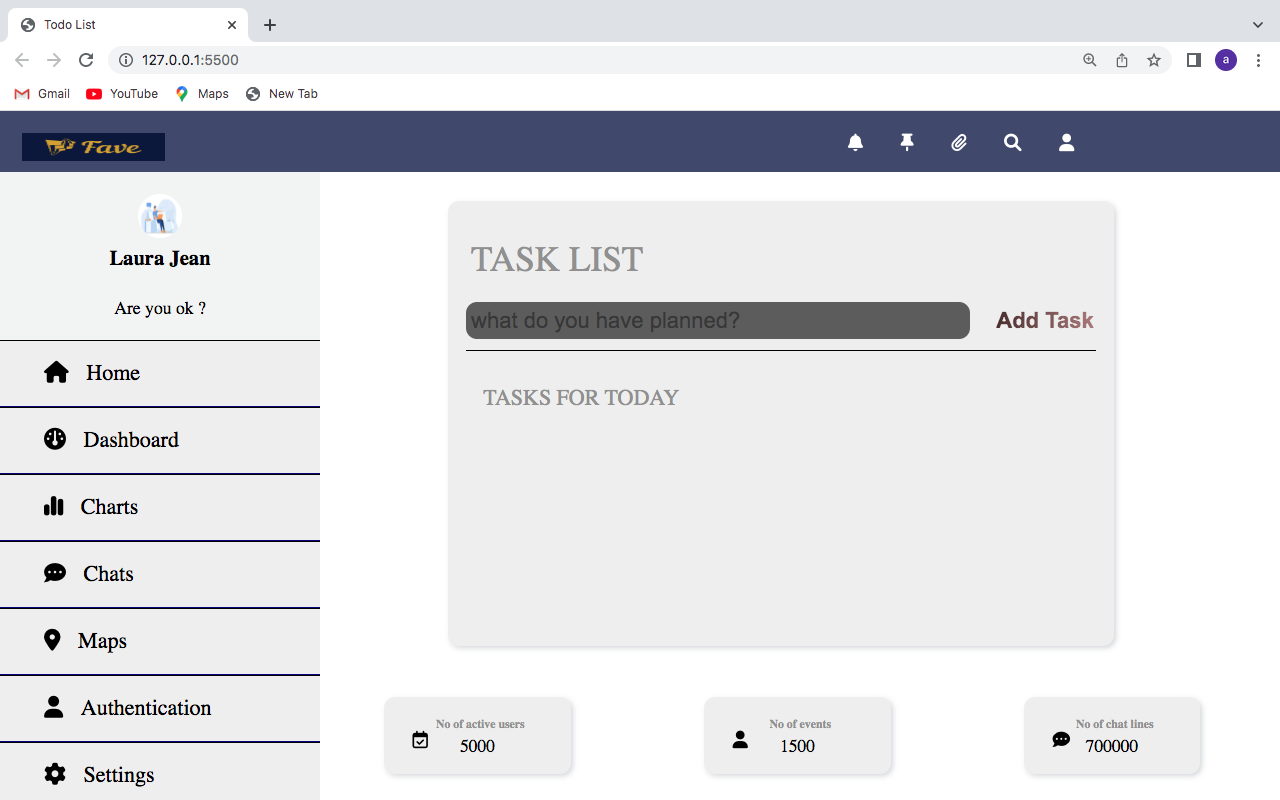 Todo List
127.0.0.1:5500
a
Gmail
YouTube
Maps
New Tab
Fave
Laura Jean
Are you ok ?
Home
Dashboard
Charts
Chats
Maps
Authentication
Settings
TASK LIST
what do you have planned?
Add Task
TASKS FOR TODAY
No of active users
5000
No of events
1500
No of chat lines
700000